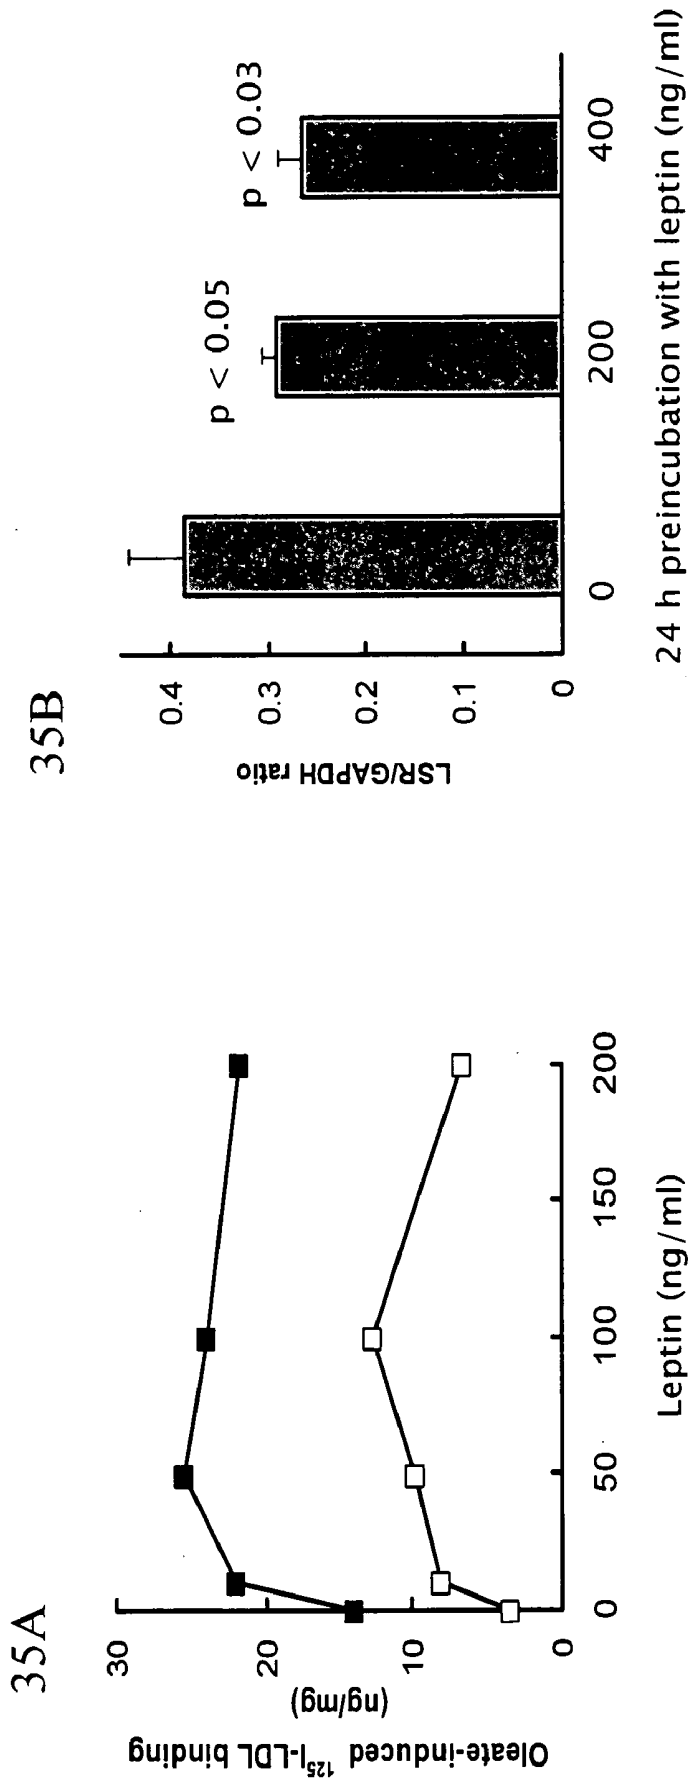 35A
Oleate-induced ¹²⁵I-LDL binding
(ng/mg)
30
20
10
0
0
50
100
150
200
Leptin (ng/ml)
35B
LSR/GAPDH ratio
0.4
0.3
0.2
0.1
0
p < 0.05
p < 0.03
0
200
400
24 h preincubation with leptin (ng/ml)